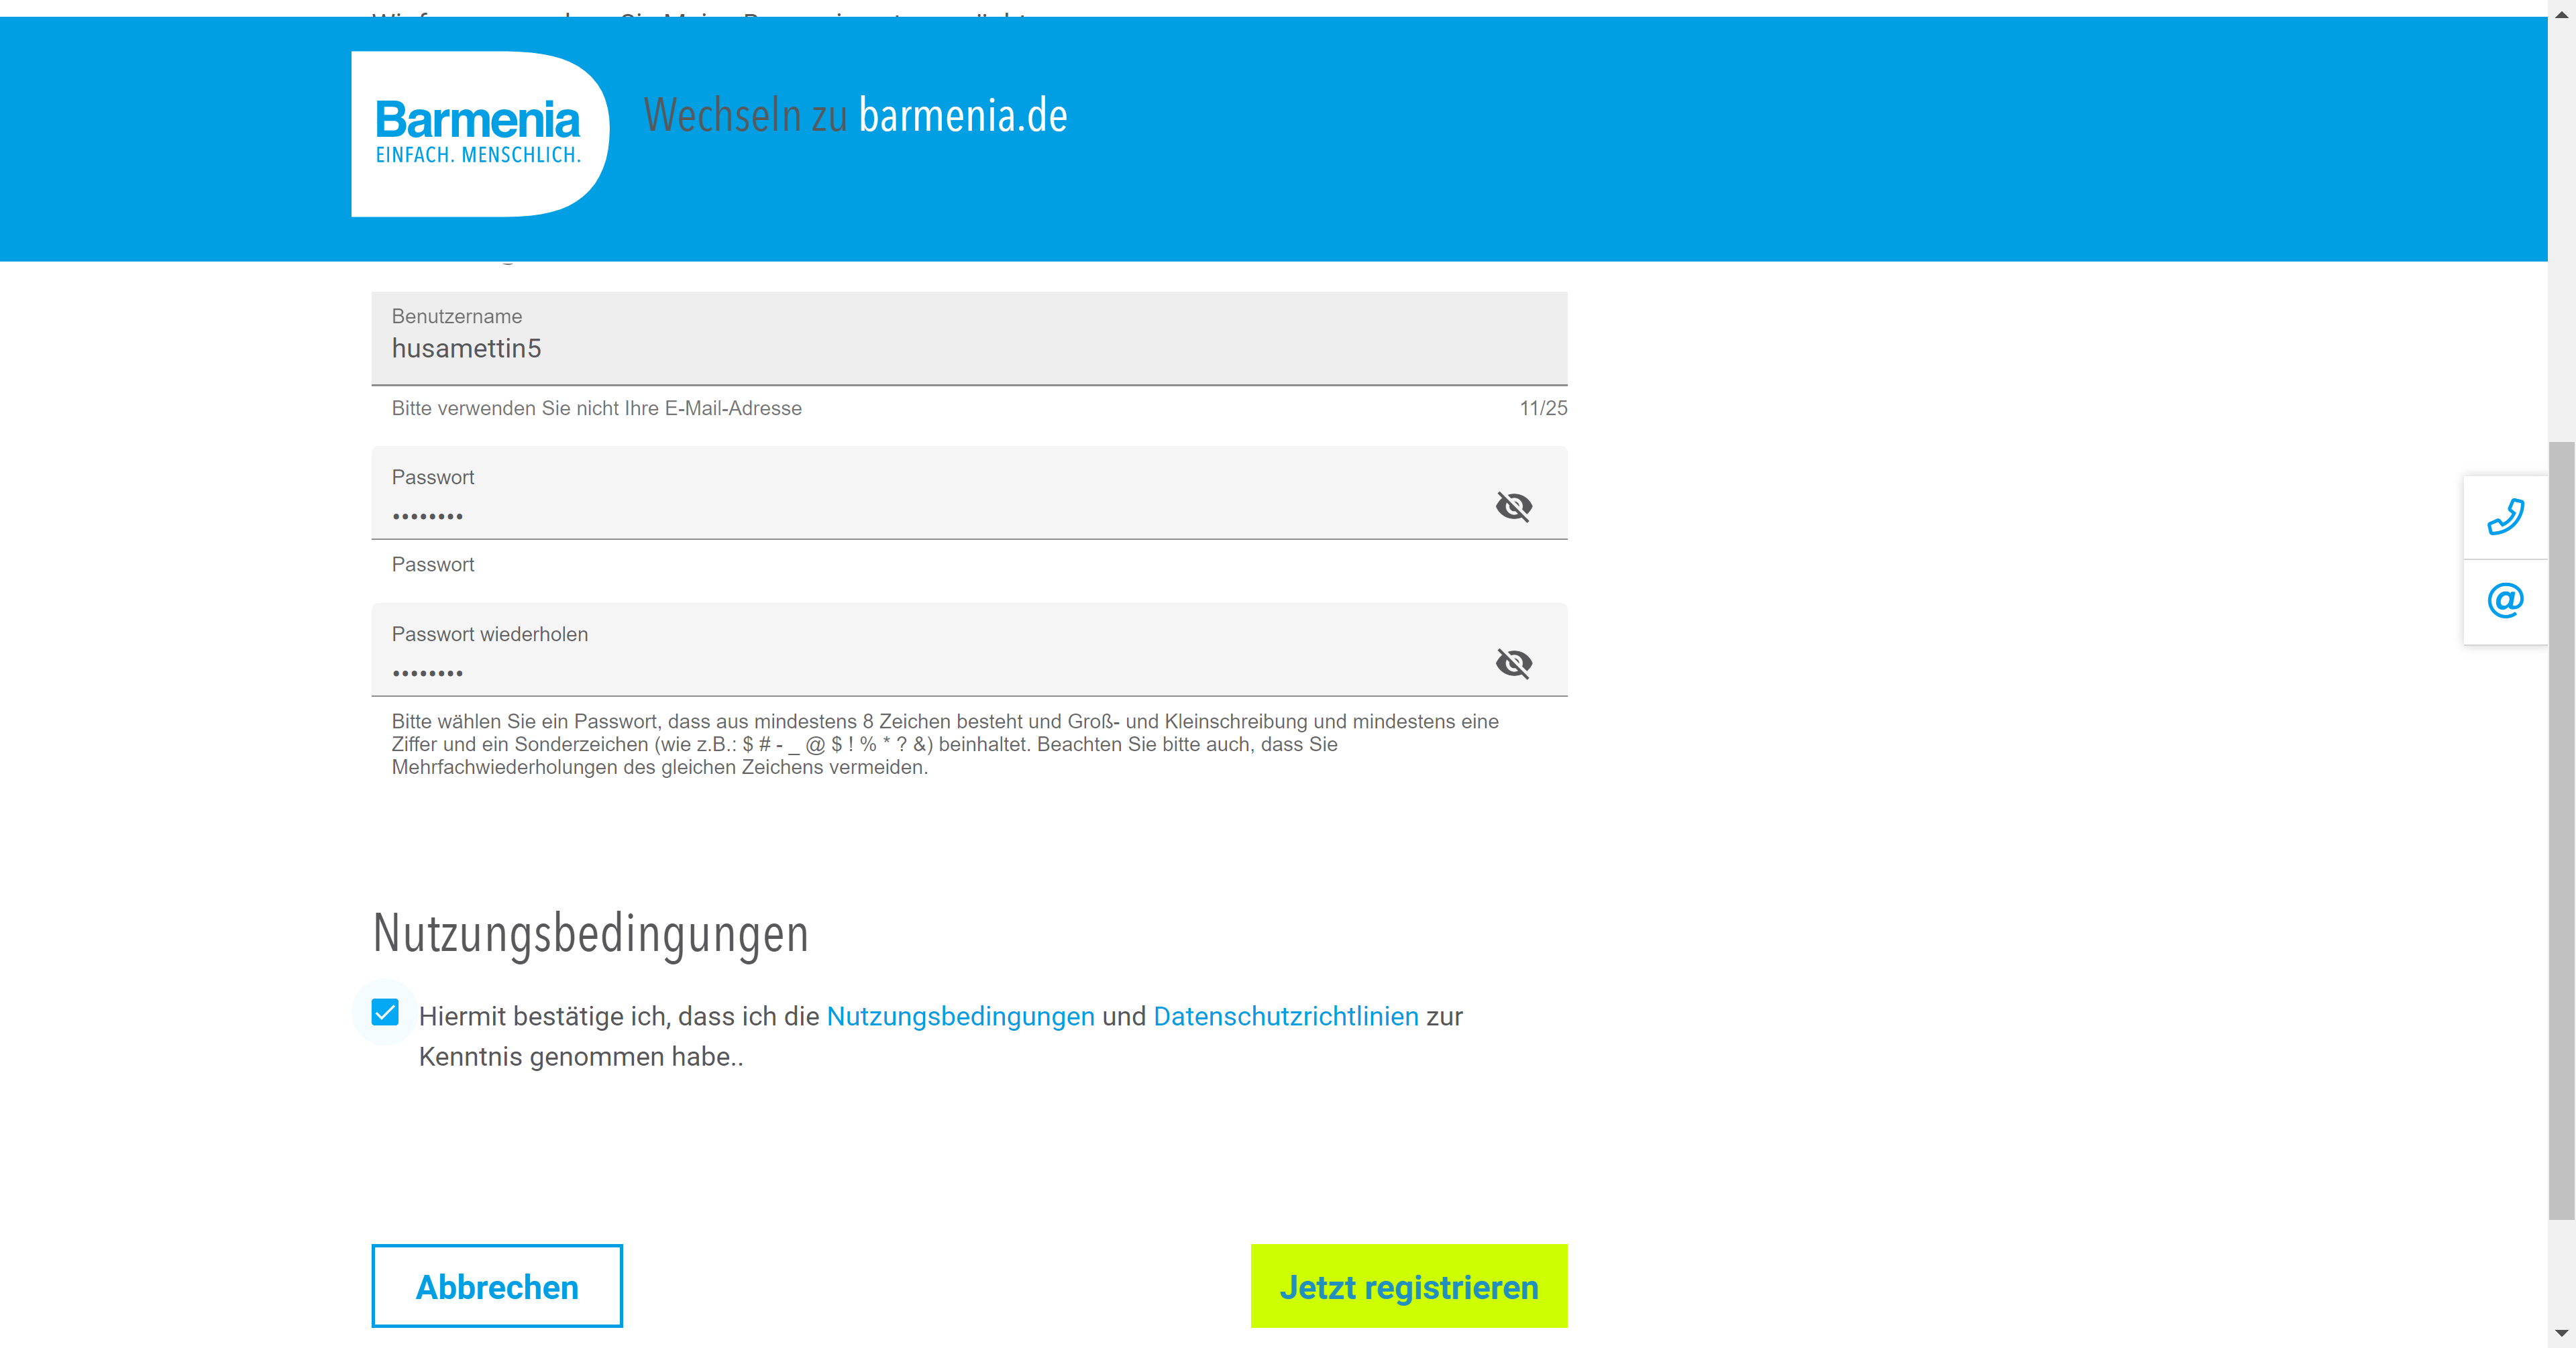 Barmenia
EINFACH. MENSCHLICH.
Wechseln zu barmenia.de
Benutzername
husamettin5
Bitte verwenden Sie nicht Ihre E-Mail-Adresse 11/25
Passwort
••••••••
Passwort
Passwort wiederholen
••••••••
Bitte wählen Sie ein Passwort, dass aus mindestens 8 Zeichen besteht und Groß- und Kleinschreibung und mindestens eine
Ziffer und ein Sonderzeichen (wie z.B.: $ # - _ @ $ ! % * ? &) beinhaltet. Beachten Sie bitte auch, dass Sie
Mehrfachwiederholungen des gleichen Zeichens vermeiden.
Nutzungsbedingungen
Hiermit bestätige ich, dass ich die Nutzungsbedingungen und Datenschutzrichtlinien zur
Kenntnis genommen habe..
Abbrechen
Jetzt registrieren